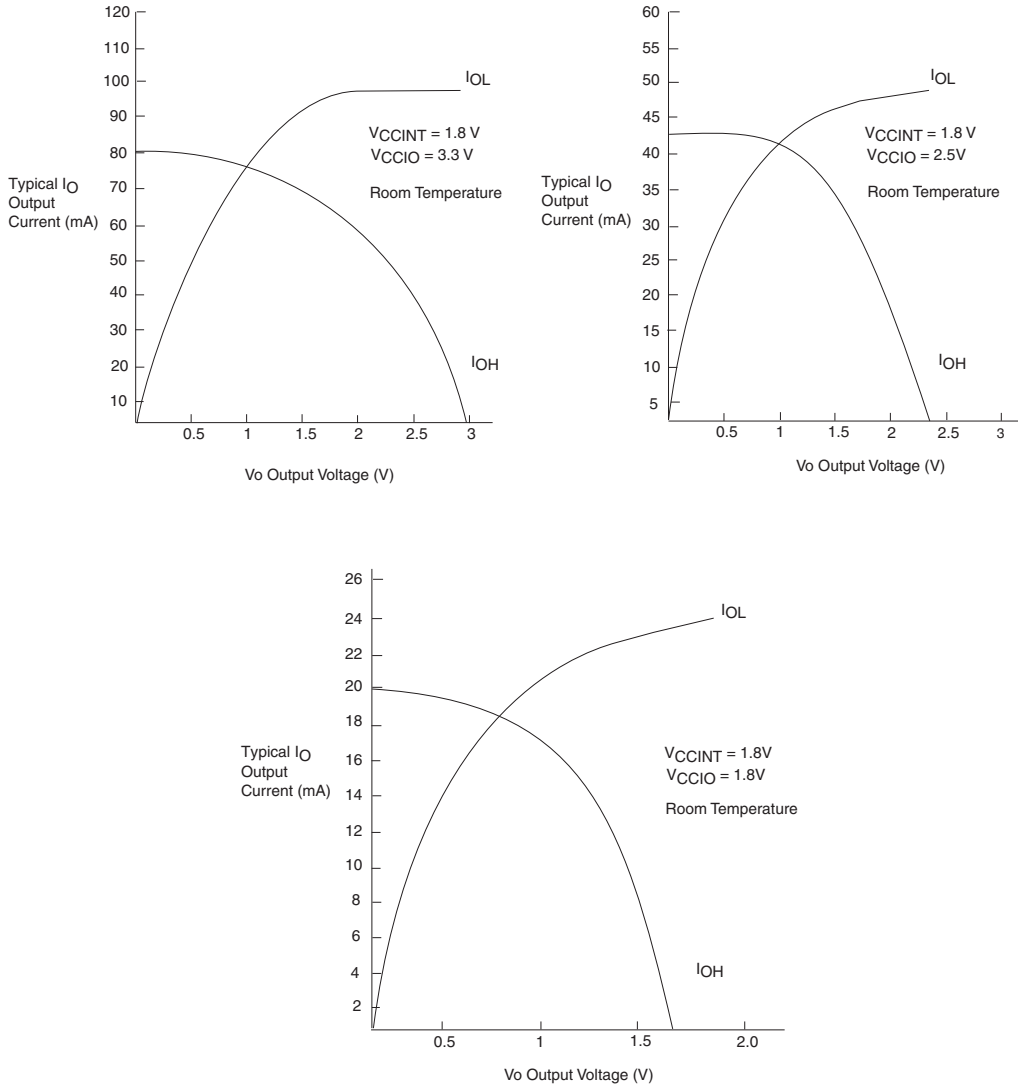 120
110
100
90
80
70
60
50
40
30
20
10
IOL
VCCINT = 1.8 V
VCCIO = 3.3 V
Room Temperature
Typical IO
Output
Current (mA)
IOH
0.5 1 1.5 2 2.5 3
Vo Output Voltage (V)
60
55
50
45
40
35
30
25
20
15
10
5
IOL
VCCINT = 1.8 V
VCCIO = 2.5V
Room Temperature
Typical IO
Output
Current (mA)
IOH
0.5 1 1.5 2 2.5 3
Vo Output Voltage (V)
26
24
22
20
18
16
14
12
10
8
6
4
2
IOL
VCCINT = 1.8V
VCCIO = 1.8V
Room Temperature
Typical IO
Output
Current (mA)
IOH
0.5 1 1.5 2.0
Vo Output Voltage (V)